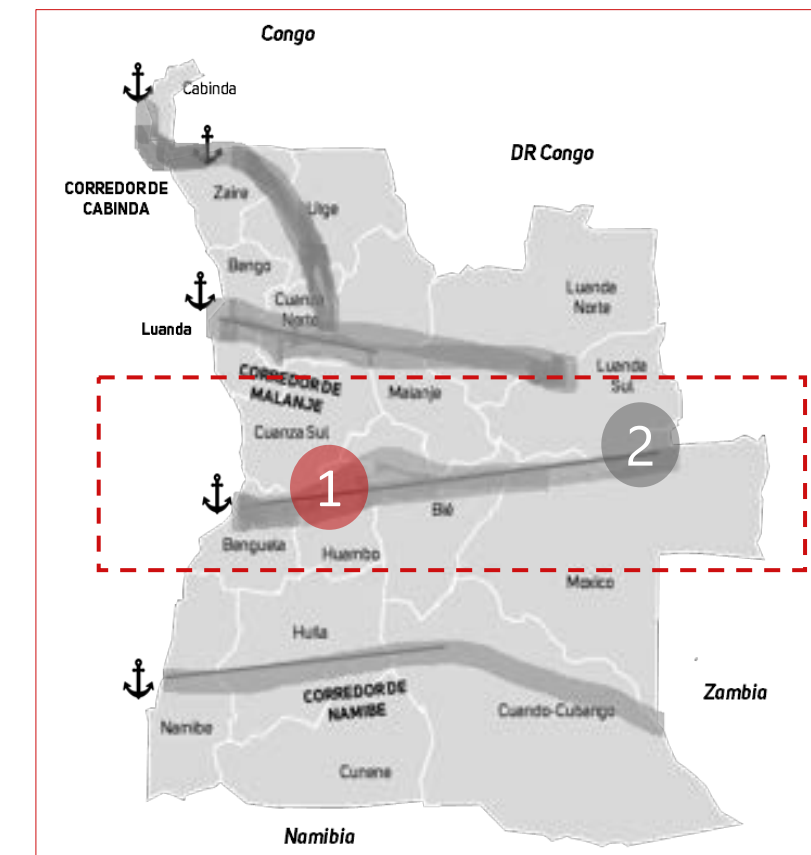 Congo
Cabinda
DR Congo
CORREDOR DE
CABINDA
Zaire
Uige
Bengo
Luanda
Norte
Cuanza
Norte
Luanda
Luanda
Sul
CORREDOR DE
MALANJE
Malanje
Cuanza Sul
2
1
Bié
Benguela
Huambo
Moxico
Huíla
CORREDOR DE
NAMIBE
Zambia
Cuando-Cubango
Namibe
Cunene
Namibia